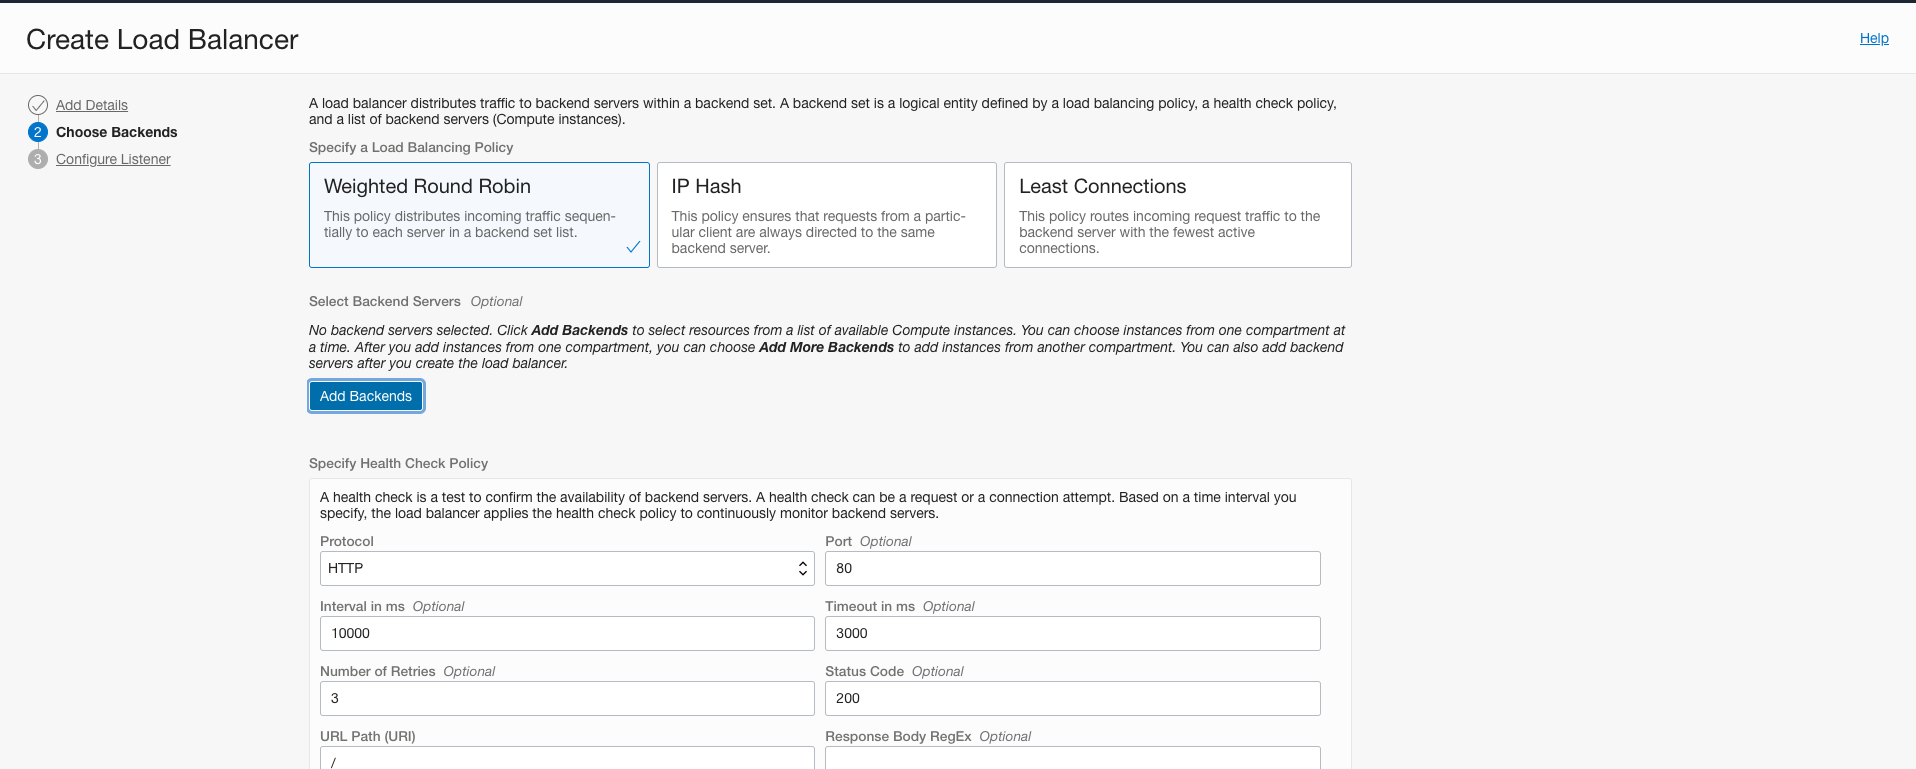 Create Load Balancer
Help
Add Details
2 Choose Backends
3 Configure Listener
A load balancer distributes traffic to backend servers within a backend set. A backend set is a logical entity defined by a load balancing policy, a health check policy,
and a list of backend servers (Compute instances).
Specify a Load Balancing Policy
Weighted Round Robin
This policy distributes incoming traffic sequen-
tially to each server in a backend set list.
IP Hash
This policy ensures that requests from a partic-
ular client are always directed to the same
backend server.
Least Connections
This policy routes incoming request traffic to the
backend server with the fewest active
connections.
Select Backend Servers Optional
No backend servers selected. Click Add Backends to select resources from a list of available Compute instances. You can choose instances from one compartment at
a time. After you add instances from one compartment, you can choose Add More Backends to add instances from another compartment. You can also add backend
servers after you create the load balancer.
Add Backends
Specify Health Check Policy
A health check is a test to confirm the availability of backend servers. A health check can be a request or a connection attempt. Based on a time interval you
specify, the load balancer applies the health check policy to continuously monitor backend servers.
Protocol
HTTP
Port Optional
80
Interval in ms Optional
10000
Timeout in ms Optional
3000
Number of Retries Optional
3
Status Code Optional
200
URL Path (URI)
/
Response Body RegEx Optional